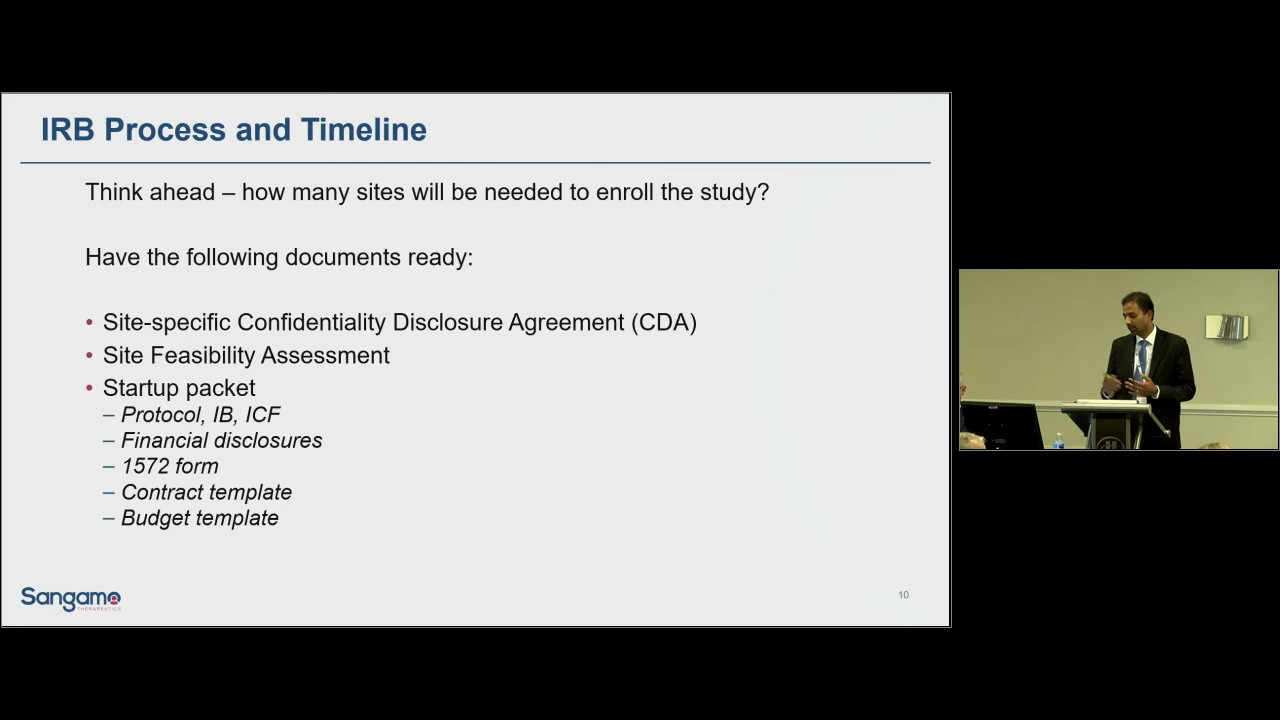 IRB Process and Timeline
Think ahead – how many sites will be needed to enroll the study?
Have the following documents ready:
• Site-specific Confidentiality Disclosure Agreement (CDA)
• Site Feasibility Assessment
• Startup packet
– Protocol, IB, ICF
– Financial disclosures
– 1572 form
– Contract template
– Budget template
Sangamo
THERAPEUTICS
10